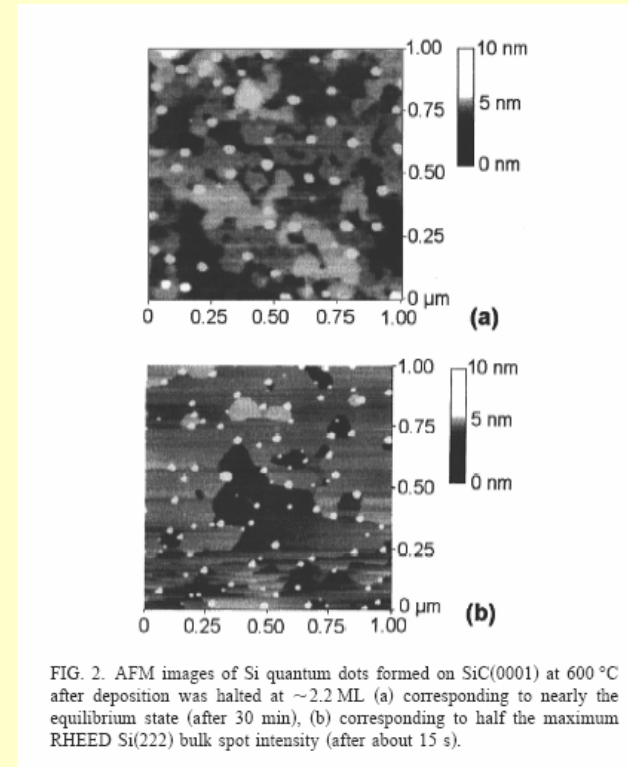 1.00
0.75
0.50
0.25
0 μm
0 0.25 0.50 0.75 1.00
10 nm
5 nm
0 nm
(a)
1.00
0.75
0.50
0.25
0 μm
0 0.25 0.50 0.75 1.00
10 nm
5 nm
0 nm
(b)
FIG. 2. AFM images of Si quantum dots formed on SiC(0001) at 600 °C
after deposition was halted at ~2.2 ML (a) corresponding to nearly the
equilibrium state (after 30 min), (b) corresponding to half the maximum
RHEED Si(222) bulk spot intensity (after about 15 s).